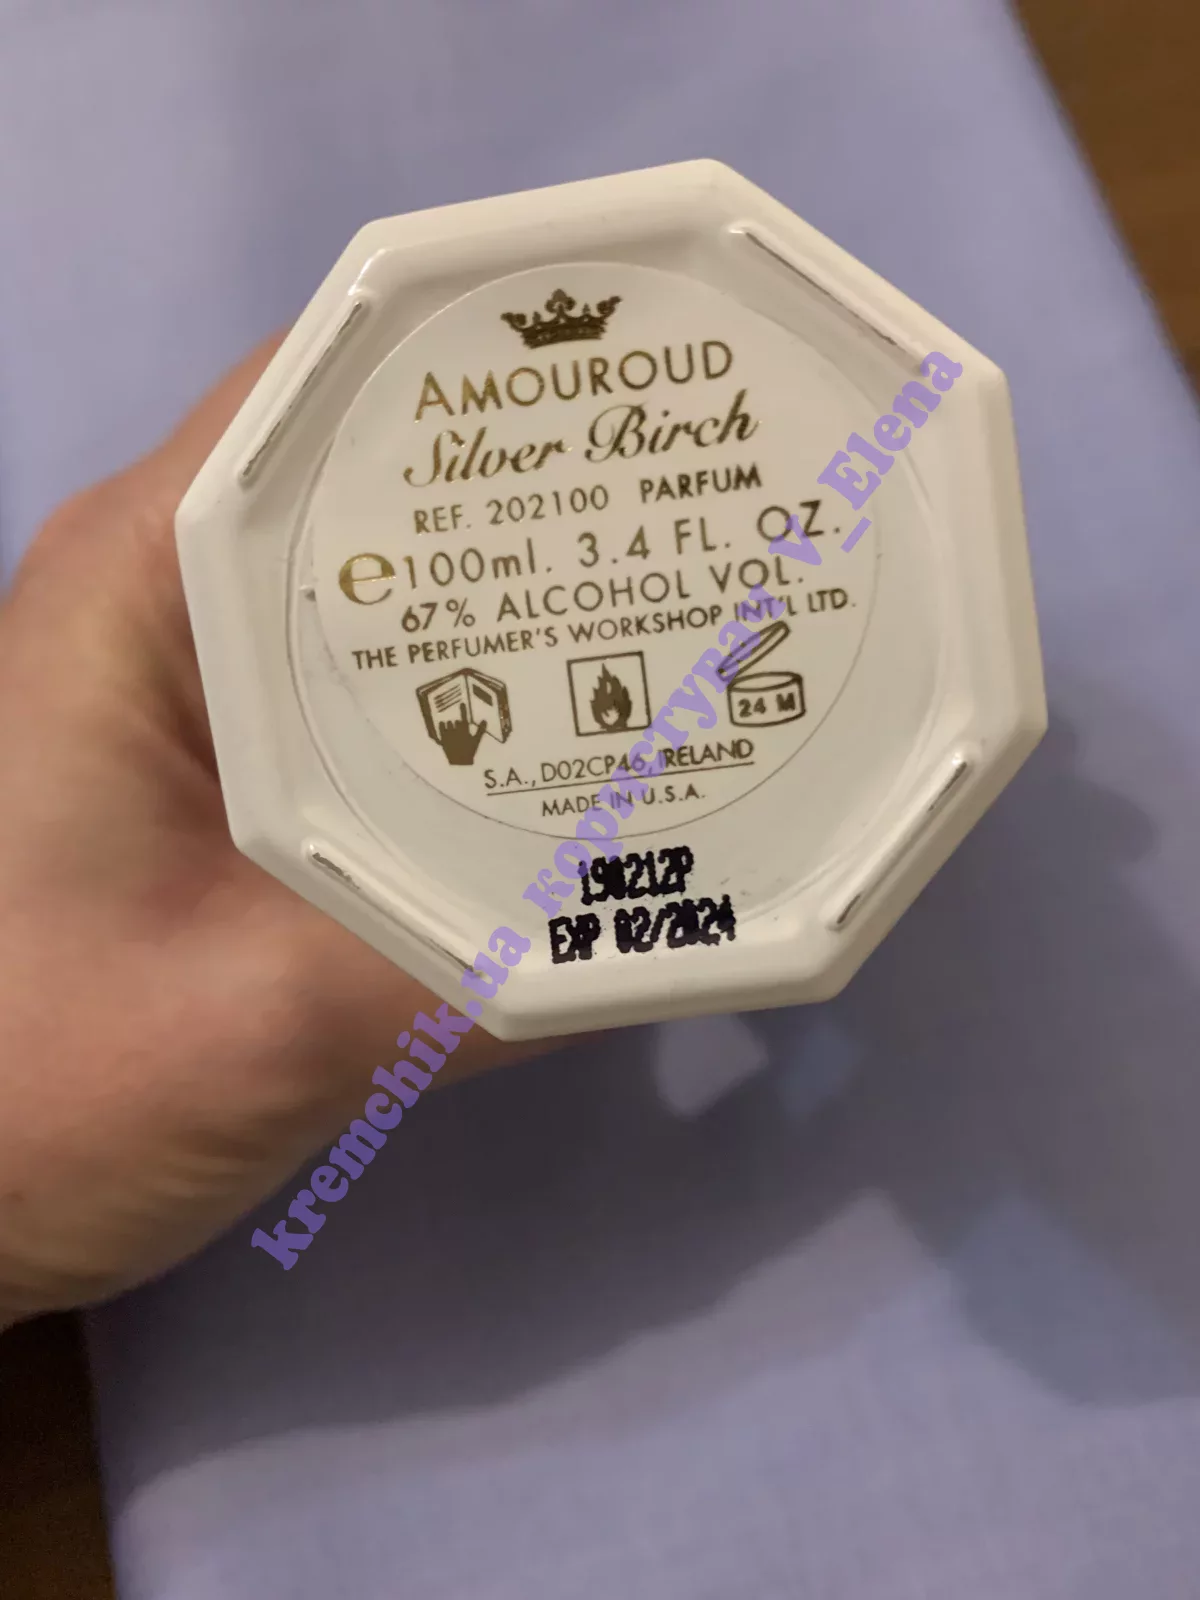 AMOUROUD
Silver Birch
REF. 202100 PARFUM
e 100ml. 3.4 FL. OZ.
67% ALCOHOL VOL.
THE PERFUMER'S WORKSHOP INT'L LTD.
24 M
S.A., D02CP46, IRELAND
MADE IN U.S.A.
190212P
EXP 02/2024
kremchik.ua користувач V_Elena